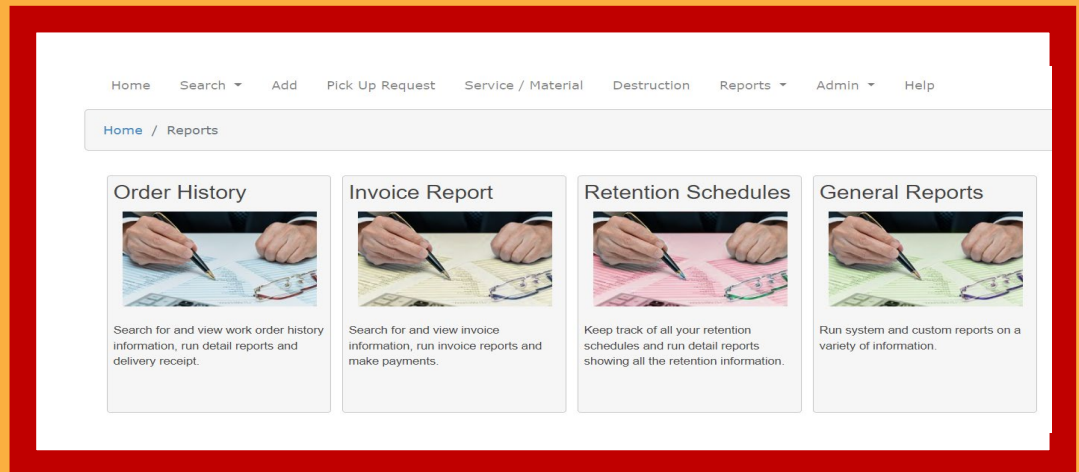 Home Search Add Pick Up Request Service / Material Destruction Reports Admin Help
Home / Reports
Order History
Search for and view work order history
information, run detail reports and
delivery receipt.
Invoice Report
Search for and view invoice
information, run invoice reports and
make payments.
Retention Schedules
Keep track of all your retention
schedules and run detail reports
showing all the retention information.
General Reports
Run system and custom reports on a
variety of information.